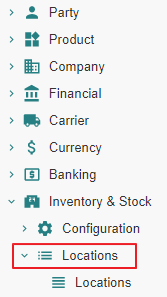 Party
Product
Company
Financial
Carrier
Currency
Banking
Inventory & Stock
Configuration
Locations
Locations